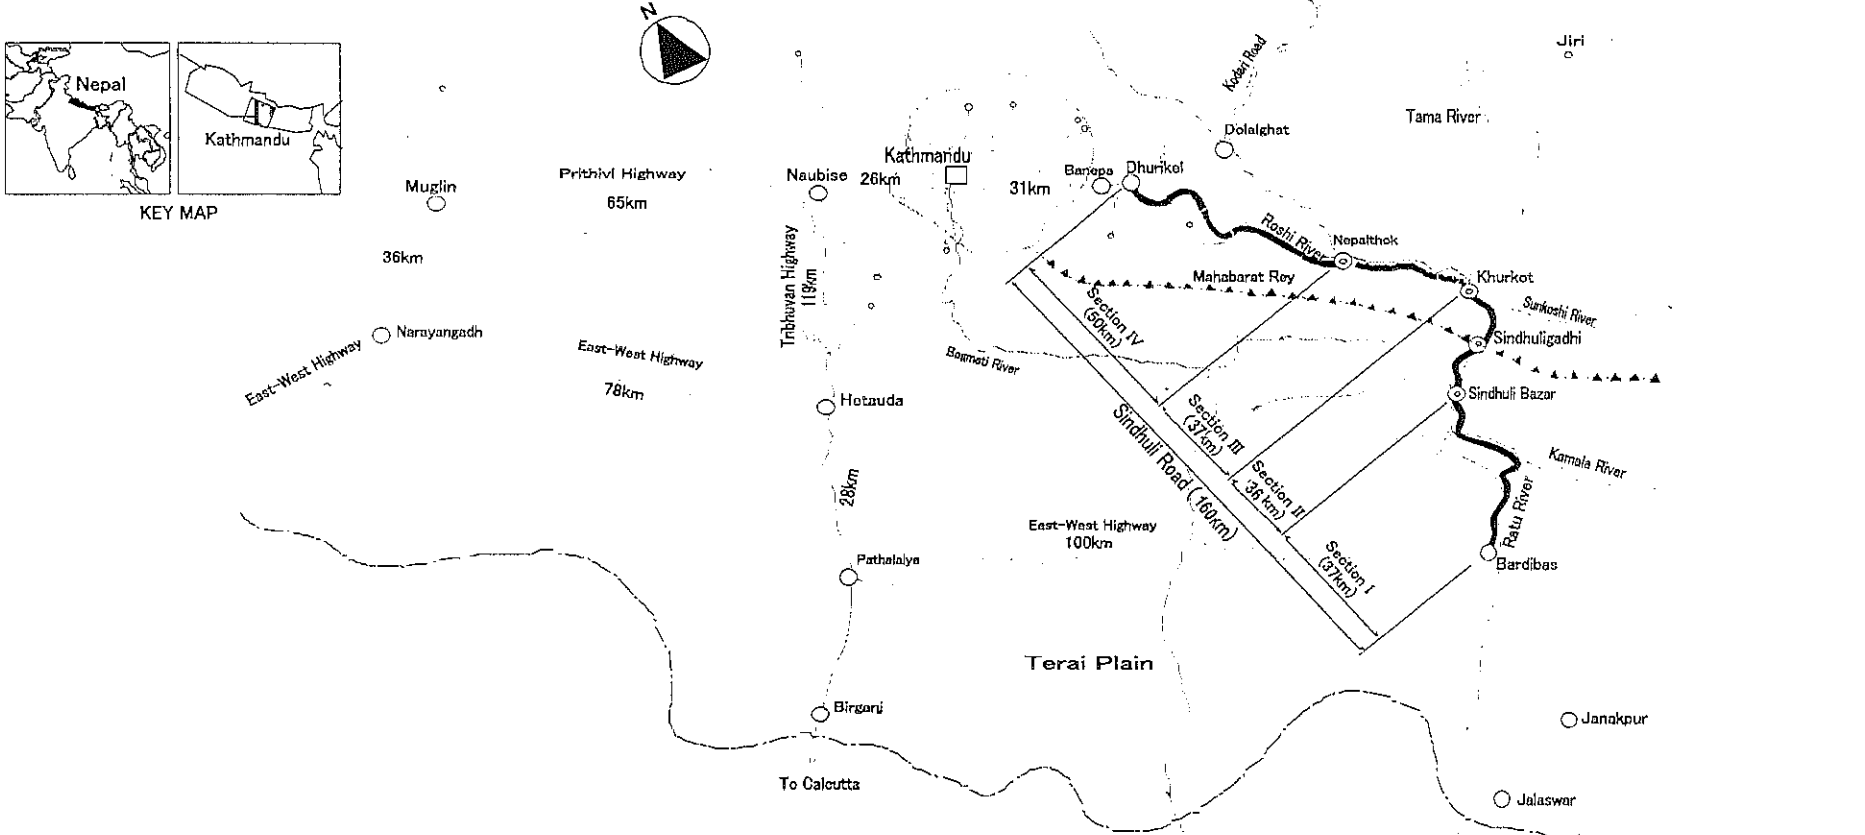 N
Nepal
Kathmandu
KEY MAP
Jiri
Kodari Road
Tama River
Dolalghat
Kathmandu
Banepa
Dhulikel
Muglin
Prithivi Highway
65km
Naubise
26km
31km
36km
Roshi River
Nepalthok
Mahabarat Rey
Khurkot
Sunkoshi River
Sindhuligadhi
Tribhuvan Highway
119km
Section IV
(50km)
Bagmati River
Narayangadh
East-West Highway
East-West Highway
78km
Hetauda
Sindhuli Bazar
Section III
(37km)
Sindhuli Road (160km)
Section II
(36km)
Kamala River
Ratu River
28km
East-West Highway
100km
Section I
(37km)
Pathalaiya
Bardibas
Terai Plain
Birganj
To Calcutta
Janakpur
Jalaswar